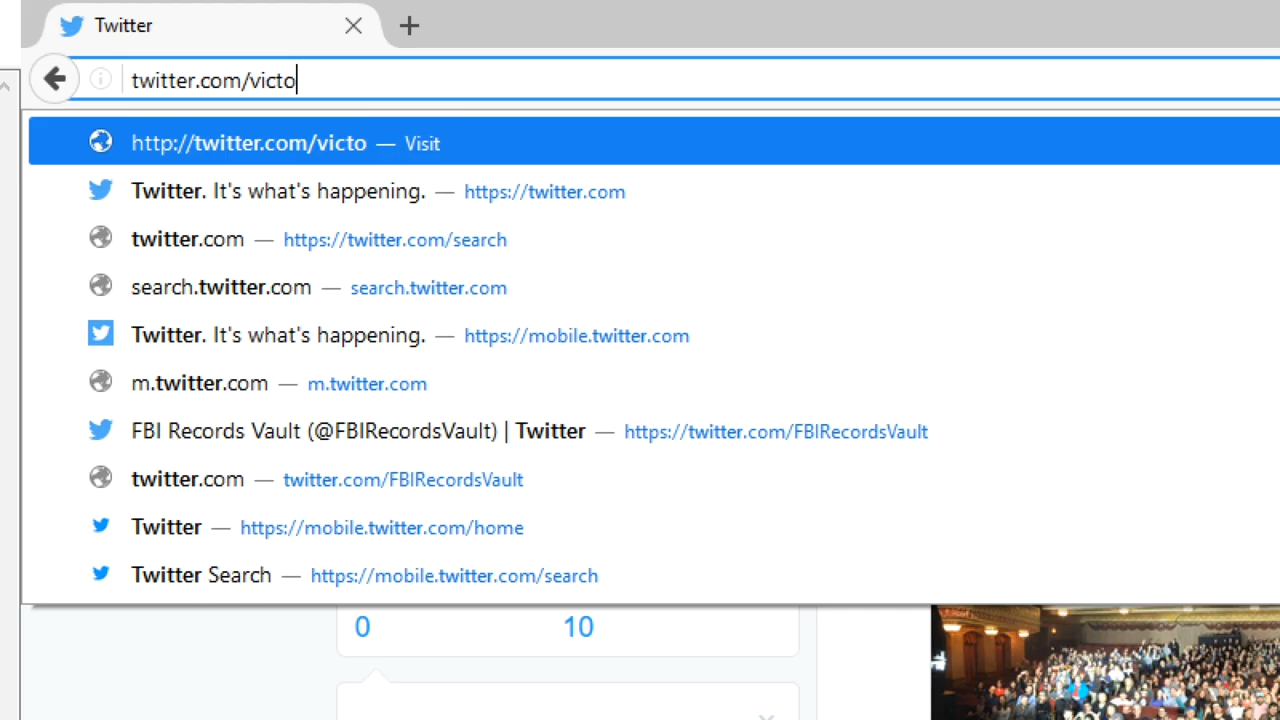 Twitter
twitter.com/victo
http://twitter.com/victo — Visit
Twitter. It's what's happening. — https://twitter.com
twitter.com — https://twitter.com/search
search.twitter.com — search.twitter.com
Twitter. It's what's happening. — https://mobile.twitter.com
m.twitter.com — m.twitter.com
FBI Records Vault (@FBIRecordsVault) | Twitter — https://twitter.com/FBIRecordsVault
twitter.com — twitter.com/FBIRecordsVault
Twitter — https://mobile.twitter.com/home
Twitter Search — https://mobile.twitter.com/search
0 10